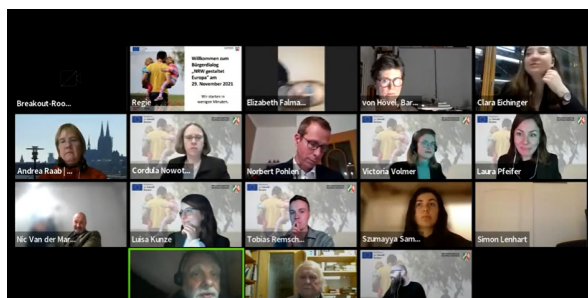 Breakout-Roo...
Regie
Willkommen zum
Bürgerdialog
„NRW gestaltet
Europa" am
29. November 2021
Wir starten in
wenigen Minuten.
Elizabeth Falma...
von Hövel, Bar...
Clara Eichinger
Andrea Raab |...
Cordula Nowot...
Norbert Pohlen
Victoria Volmer
Laura Pfeifer
Nic Van der Mar...
Luisa Kunze
Tobias Remsch...
Szumayya Sam...
Simon Lenhart